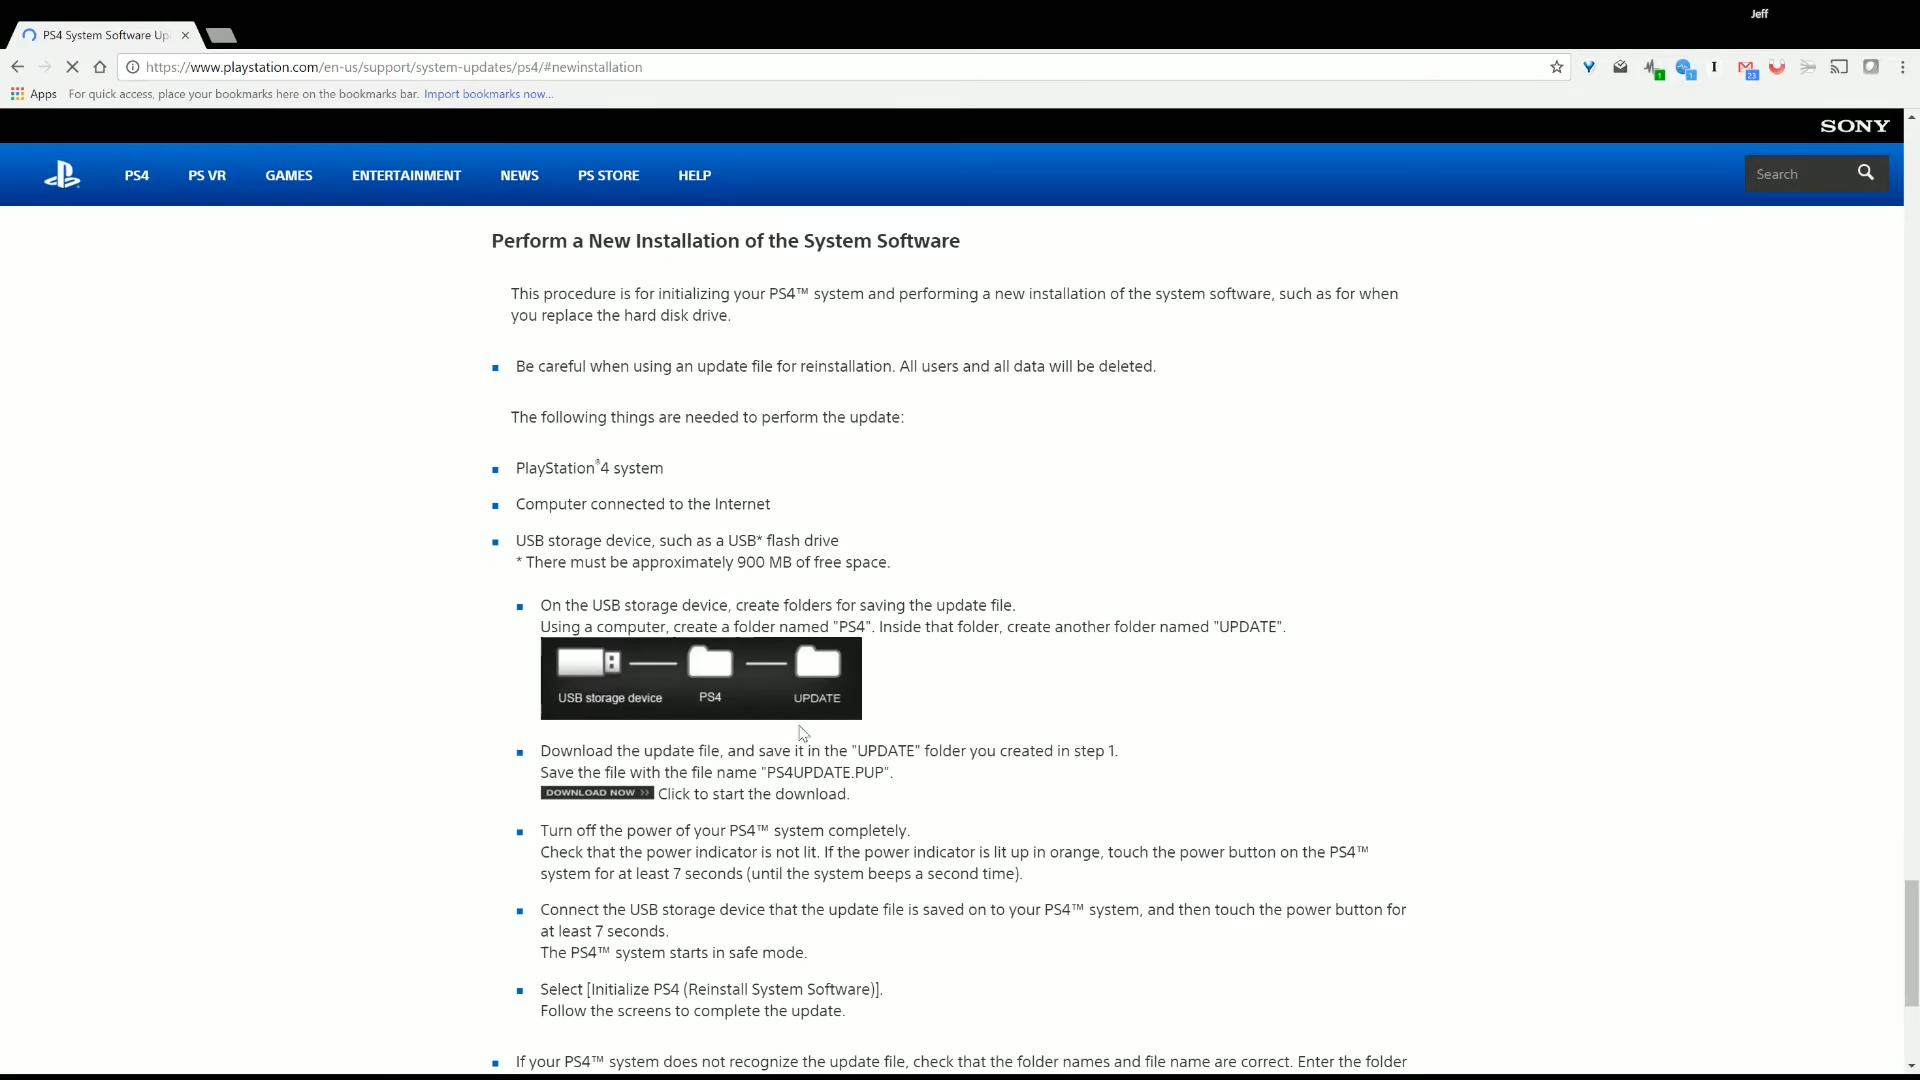 Jeff
PS4 System Software Up
https://www.playstation.com/en-us/support/system-updates/ps4/#newinstallation
1
1
I
23
Apps For quick access, place your bookmarks here on the bookmarks bar. Import bookmarks now...
SONY
PS4 PS VR GAMES ENTERTAINMENT NEWS PS STORE HELP Search
Perform a New Installation of the System Software
This procedure is for initializing your PS4™ system and performing a new installation of the system software, such as for when
you replace the hard disk drive.
Be careful when using an update file for reinstallation. All users and all data will be deleted.
The following things are needed to perform the update:
PlayStation®4 system
Computer connected to the Internet
USB storage device, such as a USB* flash drive
* There must be approximately 900 MB of free space.
On the USB storage device, create folders for saving the update file.
Using a computer, create a folder named "PS4". Inside that folder, create another folder named "UPDATE".
USB storage device PS4 UPDATE
Download the update file, and save it in the "UPDATE" folder you created in step 1.
Save the file with the file name "PS4UPDATE.PUP".
DOWNLOAD NOW >> Click to start the download.
Turn off the power of your PS4™ system completely.
Check that the power indicator is not lit. If the power indicator is lit up in orange, touch the power button on the PS4™
system for at least 7 seconds (until the system beeps a second time).
Connect the USB storage device that the update file is saved on to your PS4™ system, and then touch the power button for
at least 7 seconds.
The PS4™ system starts in safe mode.
Select [Initialize PS4 (Reinstall System Software)].
Follow the screens to complete the update.
If your PS4™ system does not recognize the update file, check that the folder names and file name are correct. Enter the folder